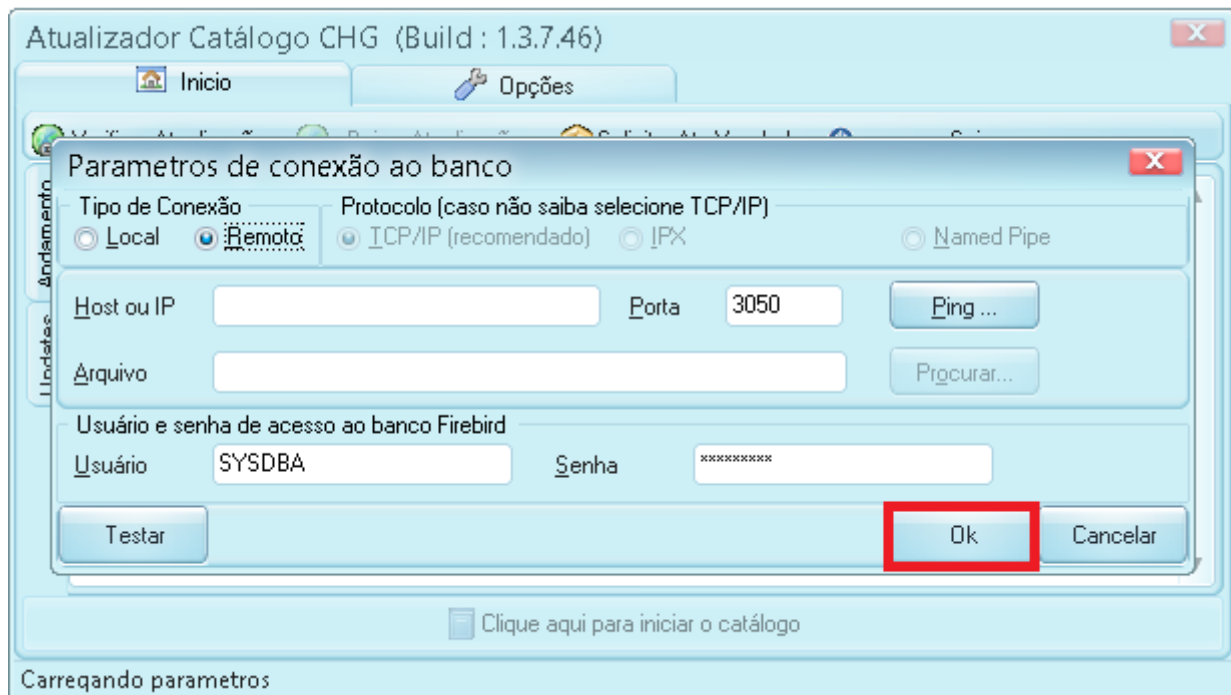 Atualizador Catálogo CHG (Build : 1.3.7.46)
Inicio
Opções
Parametros de conexão ao banco
Tipo de Conexão
Protocolo (caso não saiba selecione TCP/IP)
Local
Remoto
TCP/IP (recomendado)
IPX
Named Pipe
Host ou IP
Porta
3050
Ping ...
Arquivo
Procurar...
Usuário e senha de acesso ao banco Firebird
Usuário
SYSDBA
Senha
*********
Testar
Ok
Cancelar
Andamento
Updates
Clique aqui para iniciar o catálogo
Carregando parametros